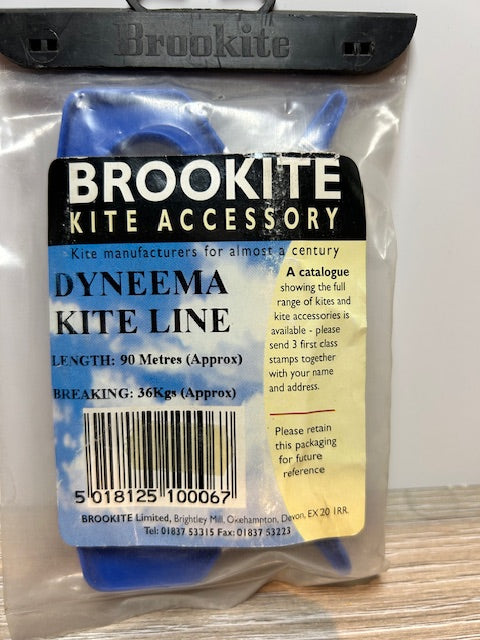 Brookite
BROOKITE
KITE ACCESSORY
Kite manufacturers for almost a century
DYNEEMA
KITE LINE
LENGTH: 90 Metres (Approx)
BREAKING: 36Kgs (Approx)
A catalogue
showing the full
range of kites and
kite accessories is
available - please
send 3 first class
stamps together
with your name
and address.
Please retain
this packaging
for future
reference
5 018125 100067
BROOKITE Limited, Brightley Mill, Okehampton, Devon, EX20 1RR.
Tel: 01837 53315 Fax: 01837 53223